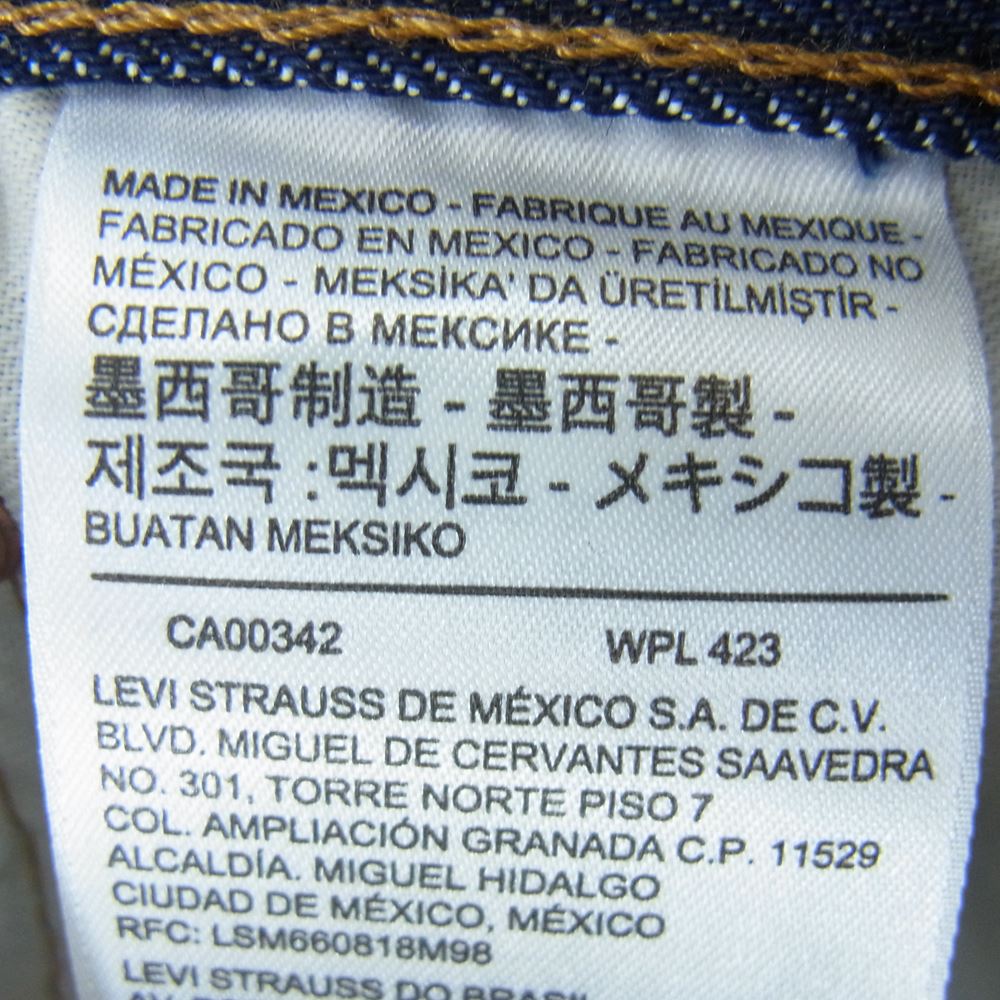 MADE IN MEXICO - FABRIQUE AU MEXIQUE -
FABRICADO EN MEXICO - FABRICADO NO
MÉXICO - MEKSİKA' DA ÜRETİLMİŞTİR -
СДЕЛАНО В МЕКСИКЕ -
墨西哥制造 - 墨西哥製 -
제조국 :멕시코 - メキシコ製 -
BUATAN MEKSIKO
CA00342 WPL 423
LEVI STRAUSS DE MÉXICO S.A. DE C.V.
BLVD. MIGUEL DE CERVANTES SAAVEDRA
NO. 301, TORRE NORTE PISO 7
COL. AMPLIACIÓN GRANADA C.P. 11529
ALCALDÍA. MIGUEL HIDALGO
CIUDAD DE MÉXICO, MÉXICO
RFC: LSM660818M98
LEVI STRAUSS DO BRASIL